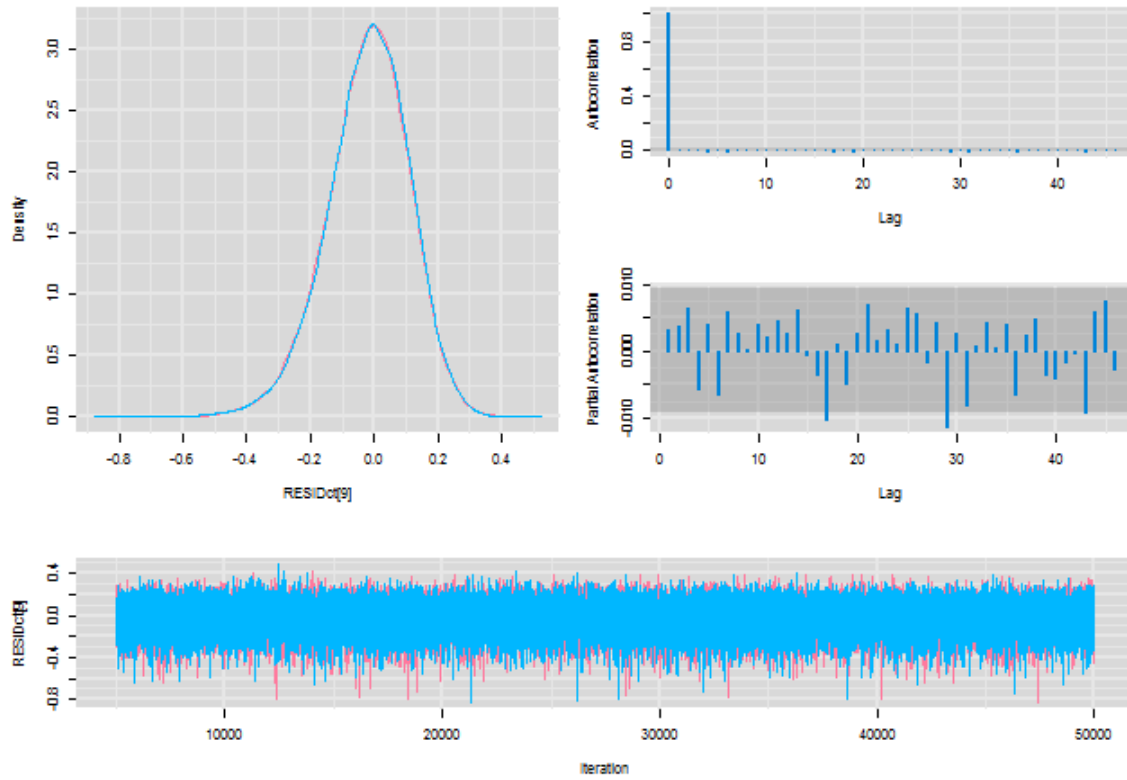 Density
0.0 0.5 1.0 1.5 2.0 2.5 3.0
-0.8 -0.6 -0.4 -0.2 0.0 0.2 0.4
RESIDct[9]
Autocorrelation
0.0 0.4 0.8
0 10 20 30 40
Lag
Partial Autocorrelation
-0.010 0.000 0.010
0 10 20 30 40
Lag
RESIDct[9]
-0.8 -0.4 0.0 0.4
10000 20000 30000 40000 50000
Iteration